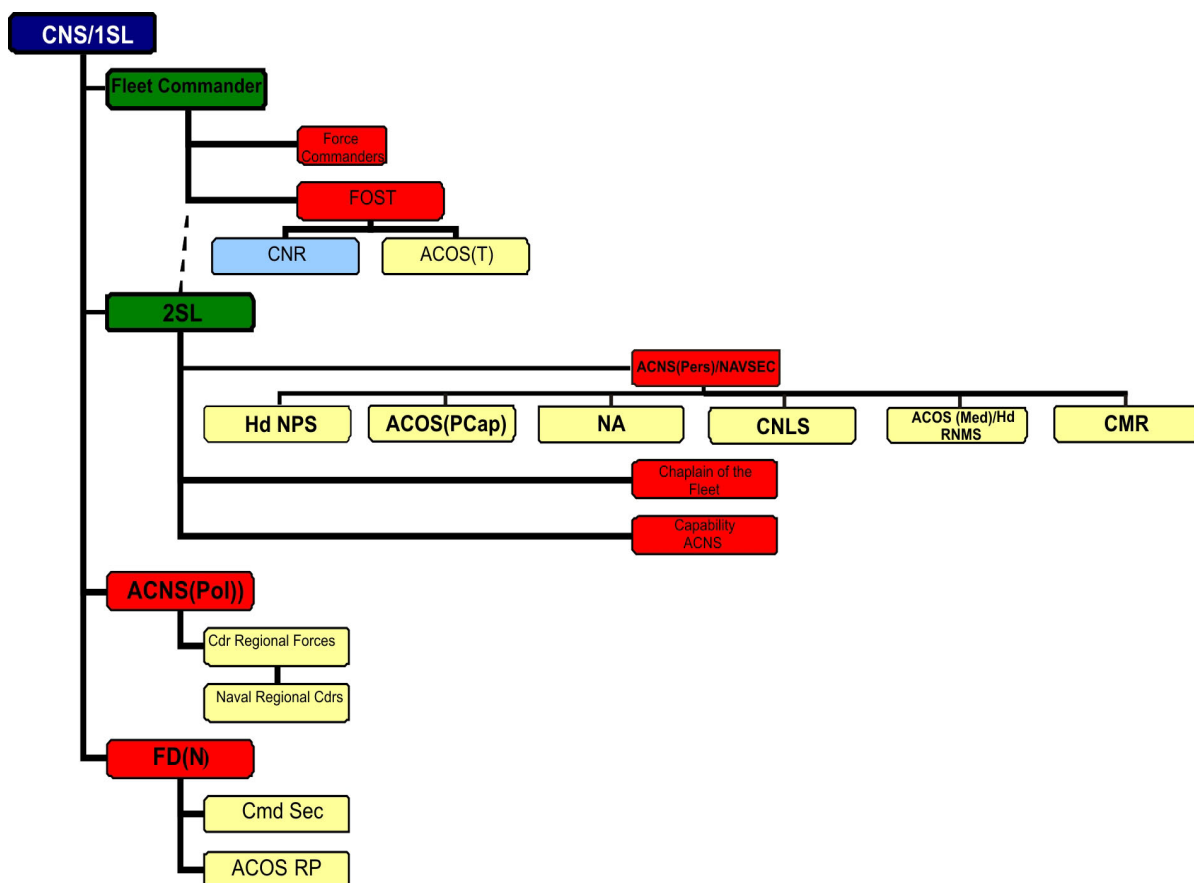 CNS/1SL
Fleet Commander
Force
Commanders
FOST
CNR
ACOS(T)
2SL
ACNS(Pers)/NAVSEC
Hd NPS
ACOS(PCap)
NA
CNLS
ACOS (Med)/Hd
RNMS
CMR
Chaplain of the
Fleet
Capability
ACNS
ACNS(Pol))
Cdr Regional Forces
Naval Regional Cdrs
FD(N)
Cmd Sec
ACOS RP